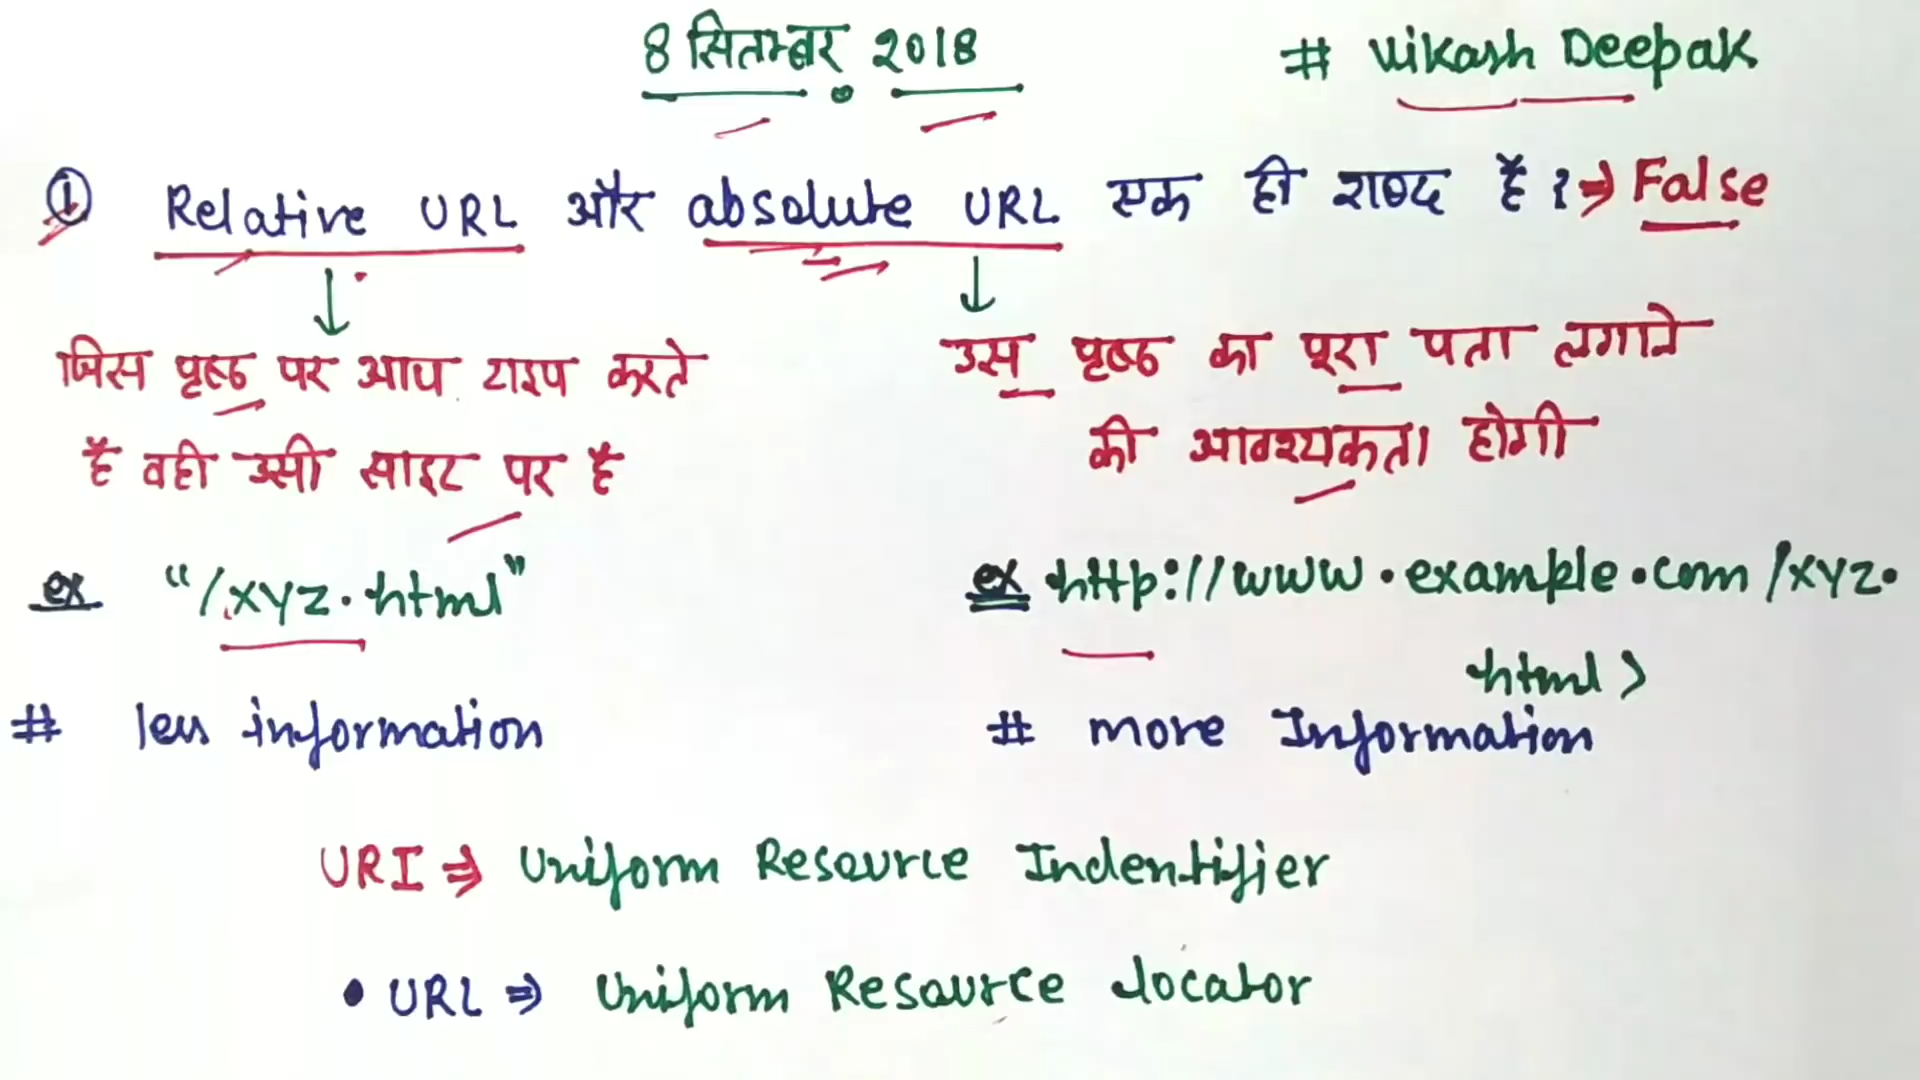 8 सितम्बर 2018
# Vikash Deepak
① Relative URL और absolute URL एक ही शब्द है ? ⇒ False
जिस पृष्ठ पर आप टाइप करते
है वही उसी साइट पर है
ex "/xyz.html"
उस पृष्ठ का पूरा पता लगाने
की आवश्यकता होगी
ex http://www.example.com/xyz.
html>
# less information
# more Information
URI ⇒ Uniform Resource Indentifier
• URL ⇒ Uniform Resource locator